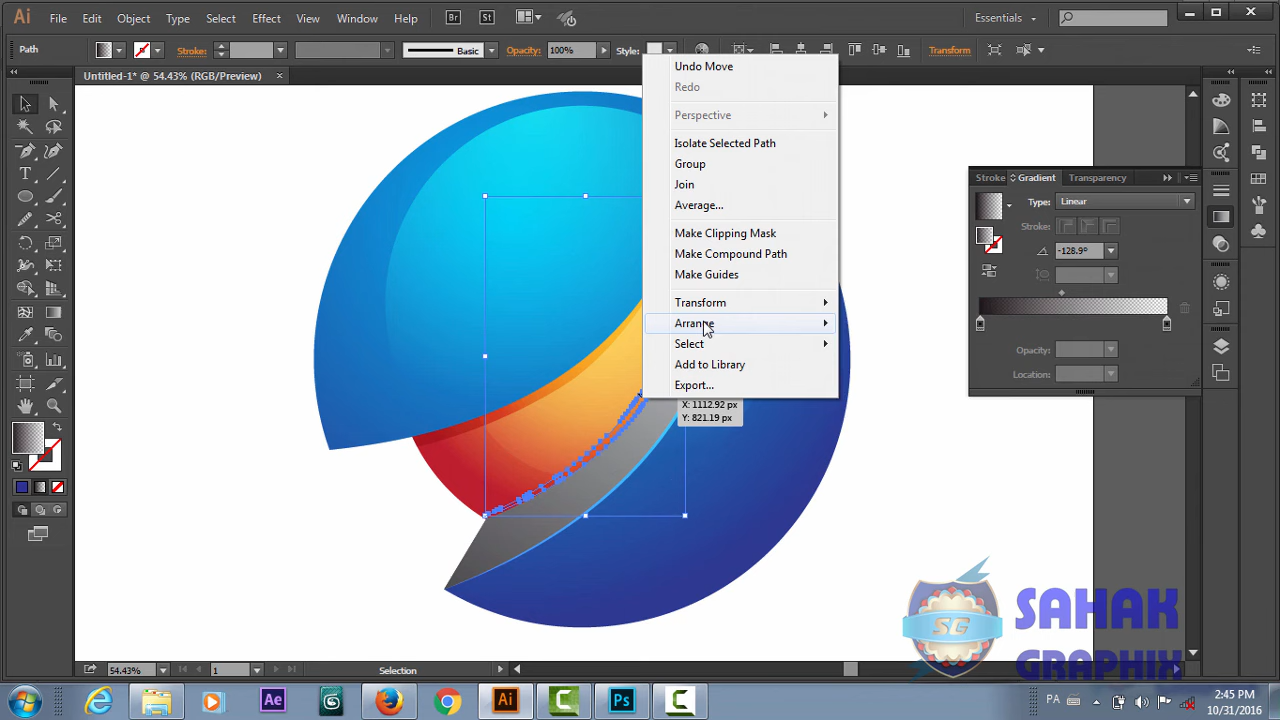 Ai
File
Edit
Object
Type
Select
Effect
View
Window
Help
Br
St
Essentials
Path
Stroke:
Basic
Opacity:
100%
Style:
Transform
Untitled-1* @ 54.43% (RGB/Preview)
×
Undo Move
Redo
Perspective
Isolate Selected Path
Group
Join
Average...
Make Clipping Mask
Make Compound Path
Make Guides
Transform
Arrange
Select
Add to Library
Export...
X: 1112.92 px
Y: 821.19 px
Stroke
Gradient
Transparency
Type:
Linear
Stroke:
-128.9°
Opacity:
Location:
SG
SAHAK
GRAPHIX
54.43%
1
Selection
Ae
Ai
Ps
PA
2:45 PM
10/31/2016